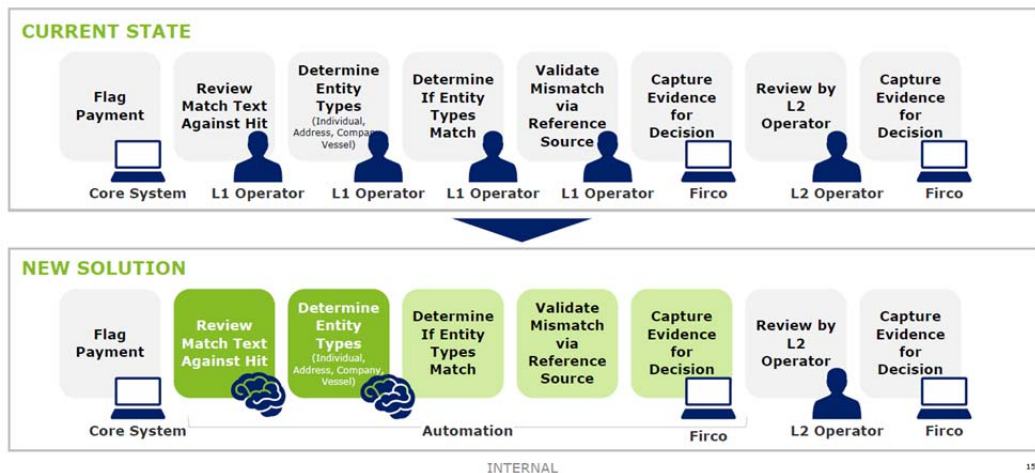 CURRENT STATE
Flag
Payment
Review
Match Text
Against Hit
Determine
Entity
Types
(Individual,
Address, Company,
Vessel)
Determine
If Entity
Types
Match
Validate
Mismatch
via
Reference
Source
Capture
Evidence
for
Decision
Review by
L2
Operator
Capture
Evidence
for
Decision
Core System
L1 Operator
L1 Operator
L1 Operator
L1 Operator
Firco
L2 Operator
Firco
NEW SOLUTION
Flag
Payment
Review
Match Text
Against Hit
Determine
Entity
Types
(Individual,
Address, Company,
Vessel)
Determine
If Entity
Types
Match
Validate
Mismatch
via
Reference
Source
Capture
Evidence
for
Decision
Review by
L2
Operator
Capture
Evidence
for
Decision
Core System
Automation
Firco
L2 Operator
Firco
INTERNAL
15